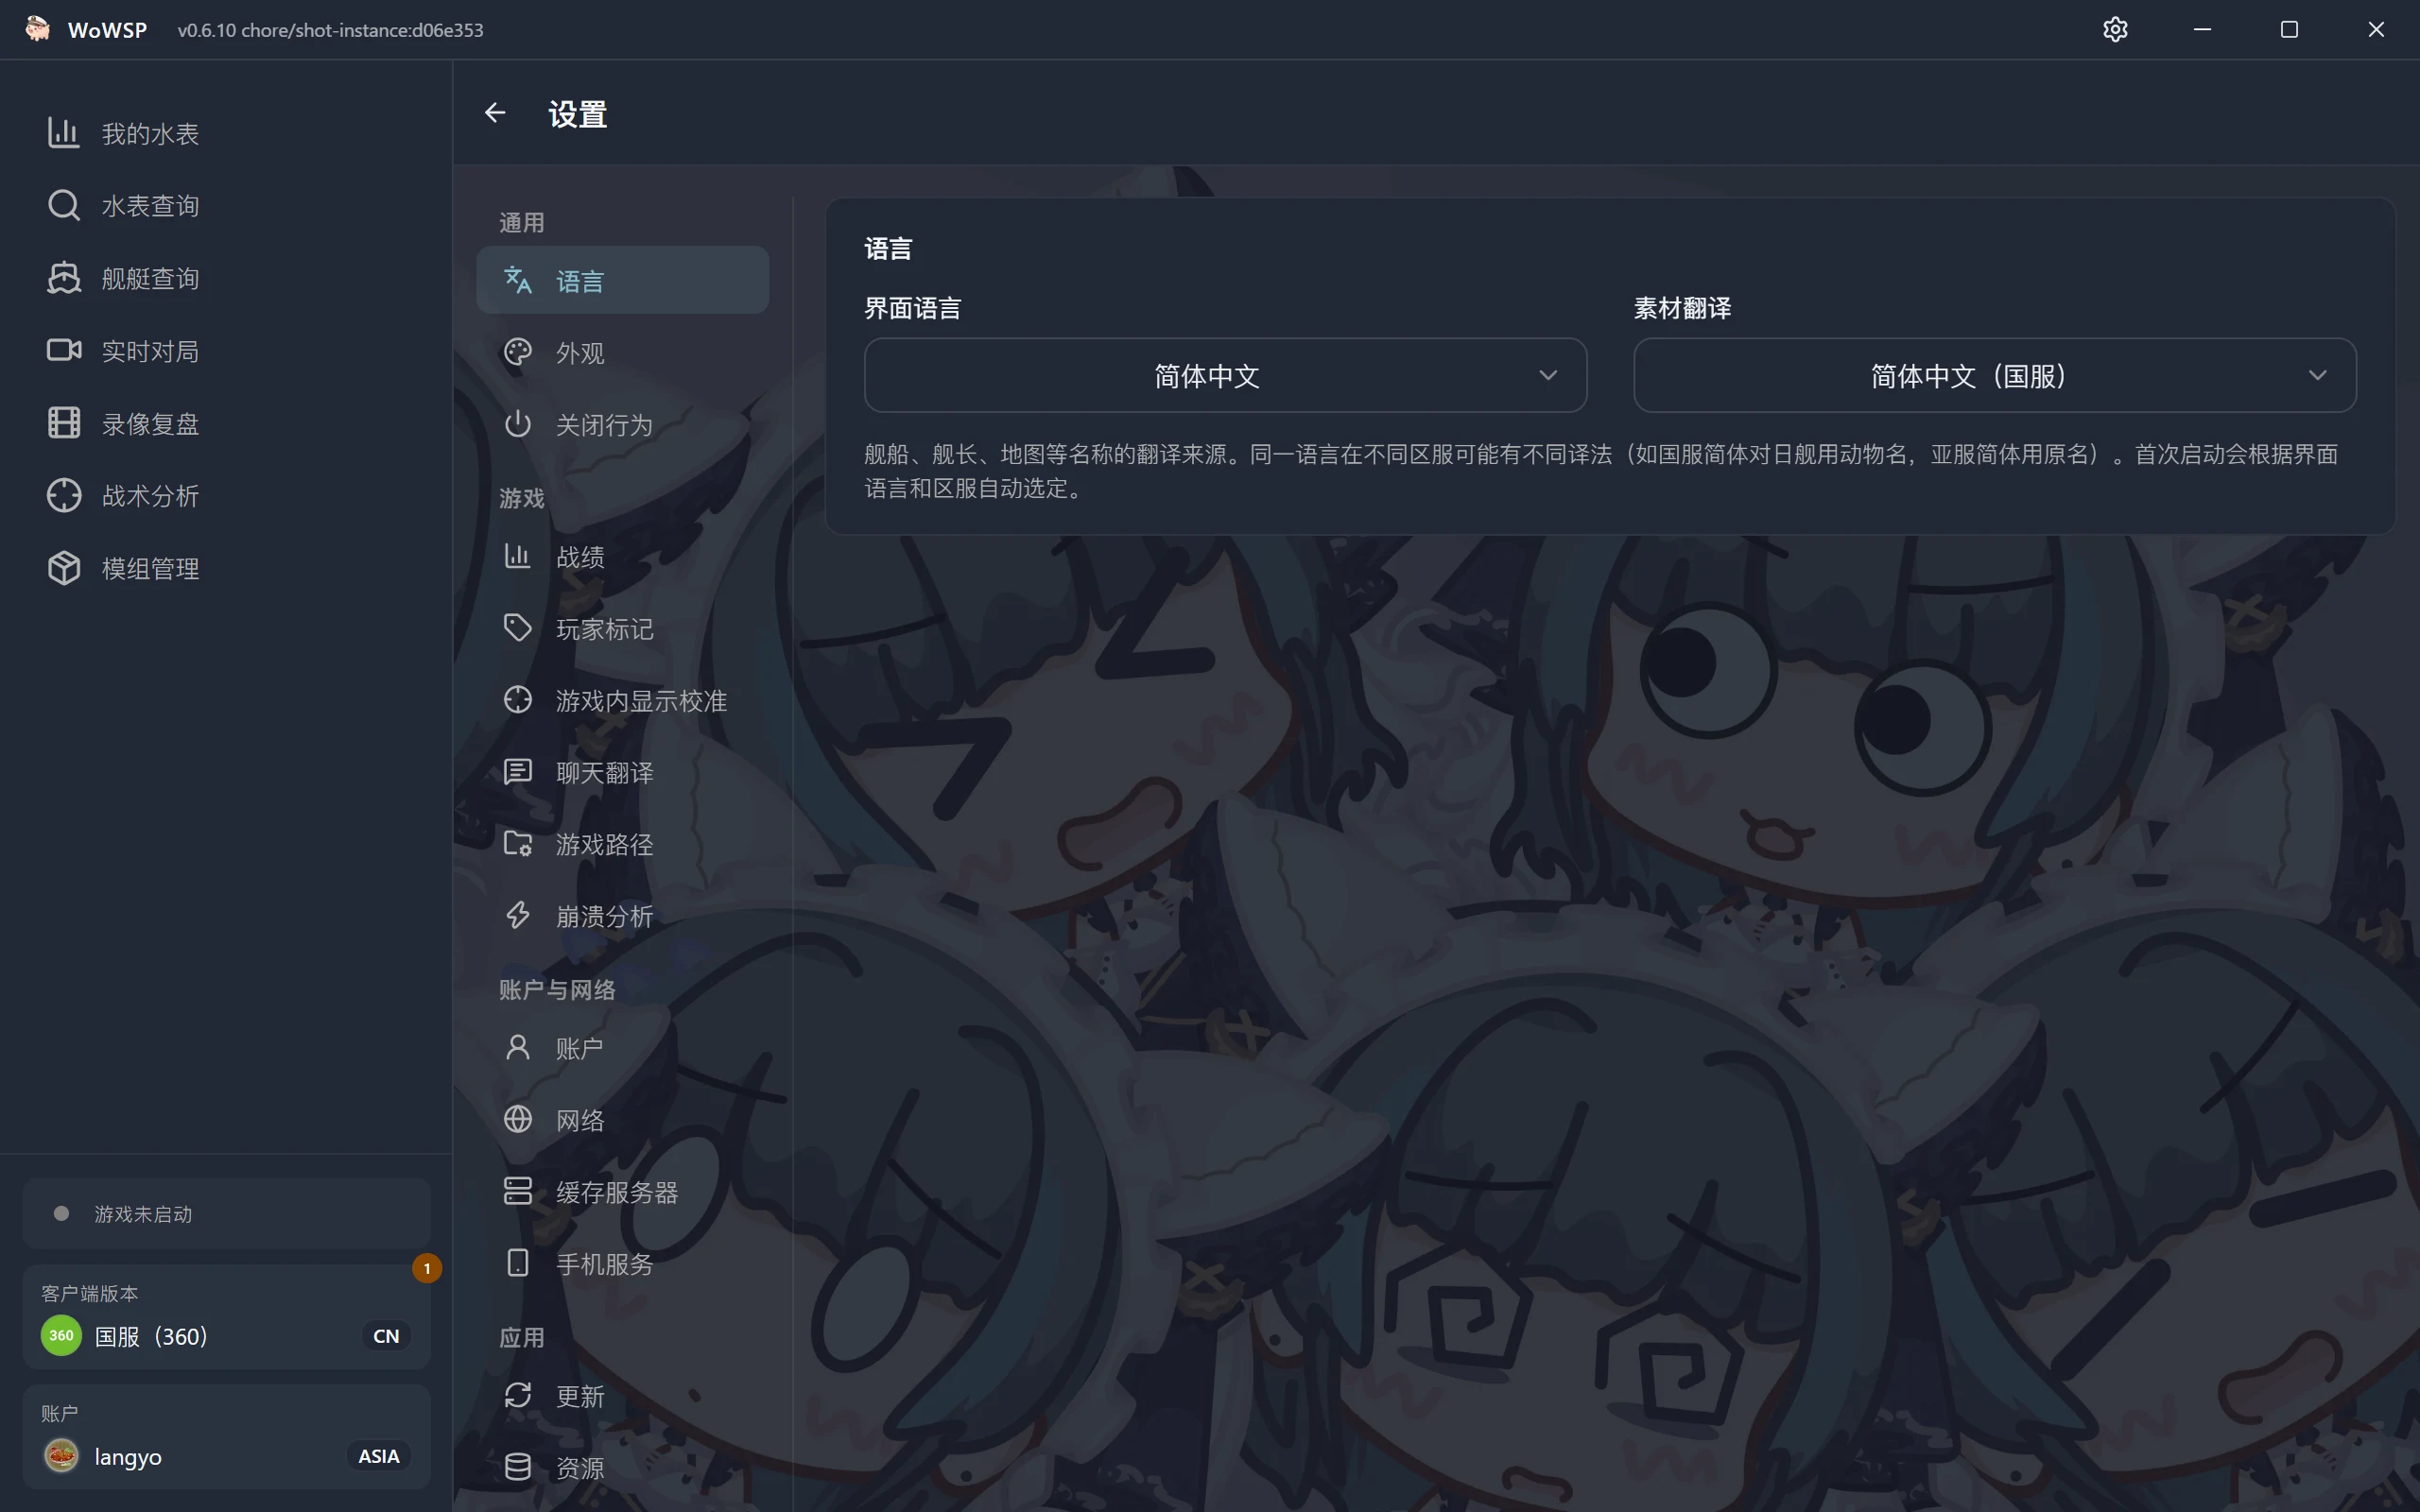 WoWSP v0.6.10 chore/shot-instance:d06e353
我的水表
水表查询
舰艇查询
实时对局
录像复盘
战术分析
模组管理
游戏未启动
1
客户端版本
360 国服（360） CN
账户
langyo ASIA
设置
通用
语言
外观
关闭行为
游戏
战绩
玩家标记
游戏内显示校准
聊天翻译
游戏路径
崩溃分析
账户与网络
账户
网络
缓存服务器
手机服务
应用
更新
资源
语言
界面语言 素材翻译
简体中文 简体中文（国服）
舰船、舰长、地图等名称的翻译来源。同一语言在不同区服可能有不同译法（如国服简体对日舰用动物名，亚服简体用原名）。首次启动会根据界面
语言和区服自动选定。